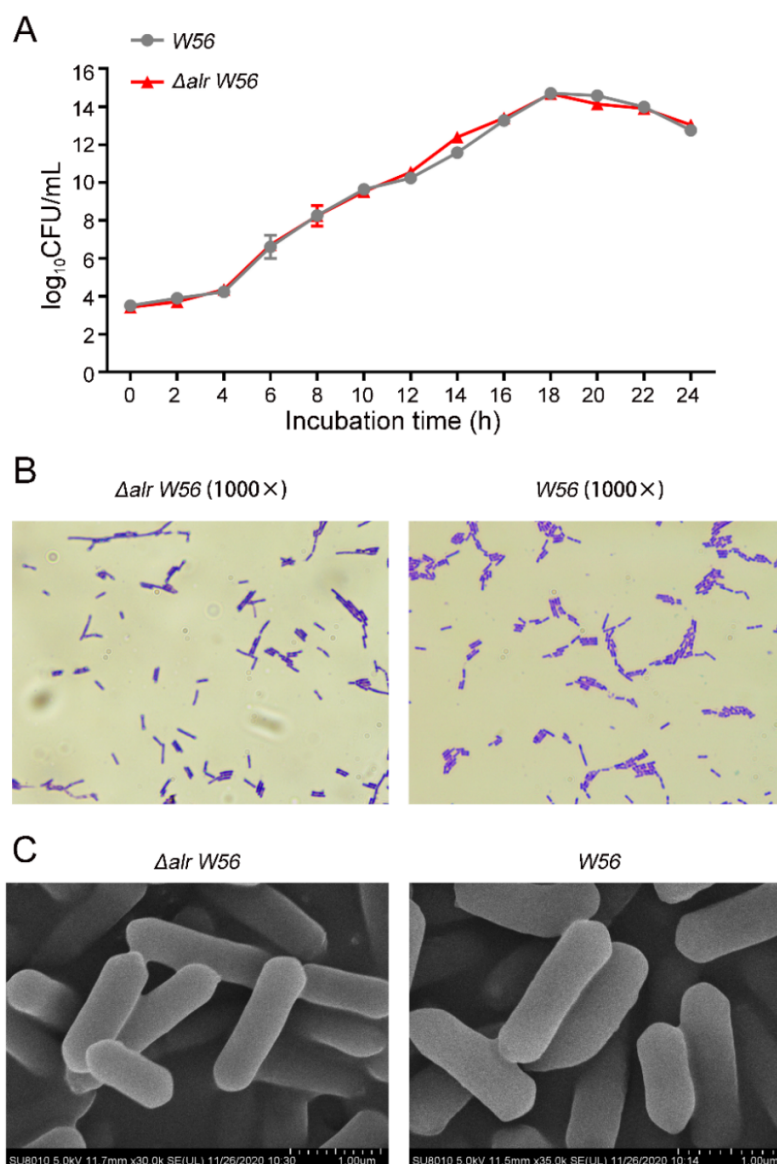 A
W56
Δalr W56
16
14
12
10
8
6
4
2
0
log₁₀CFU/mL
0 2 4 6 8 10 12 14 16 18 20 22 24
Incubation time (h)
B
Δalr W56 (1000×) W56 (1000×)
C
Δalr W56 W56
SU8010 5.0kV 11.7mm x30.0k SE(UL) 11/26/2020 10:30 1.00um
SU8010 5.0kV 11.5mm x35.0k SE(UL) 11/26/2020 10:14 1.00um